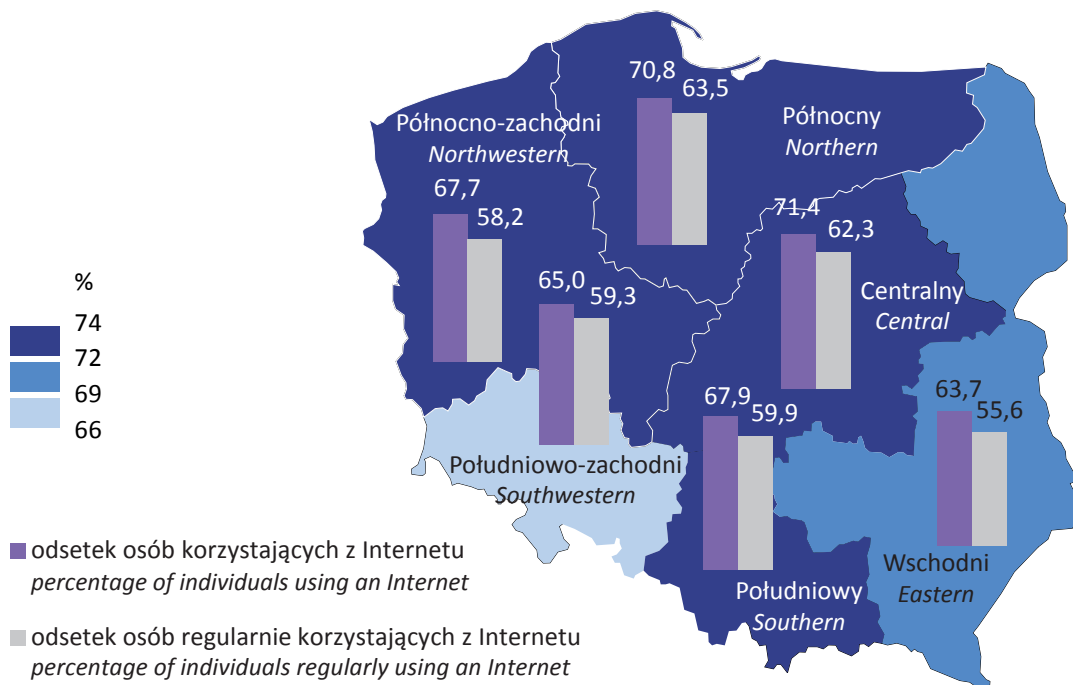 70,8
63,5
Północno-zachodni
Northwestern
Północny
Northern
67,7
58,2
71,4
62,3
65,0
59,3
Centralny
Central
%
74
72
69
66
67,9
59,9
63,7
55,6
Południowo-zachodni
Southwestern
Wschodni
Eastern
Południowy
Southern
odsetek osób korzystających z Internetu
percentage of individuals using an Internet
odsetek osób regularnie korzystających z Internetu
percentage of individuals regularly using an Internet